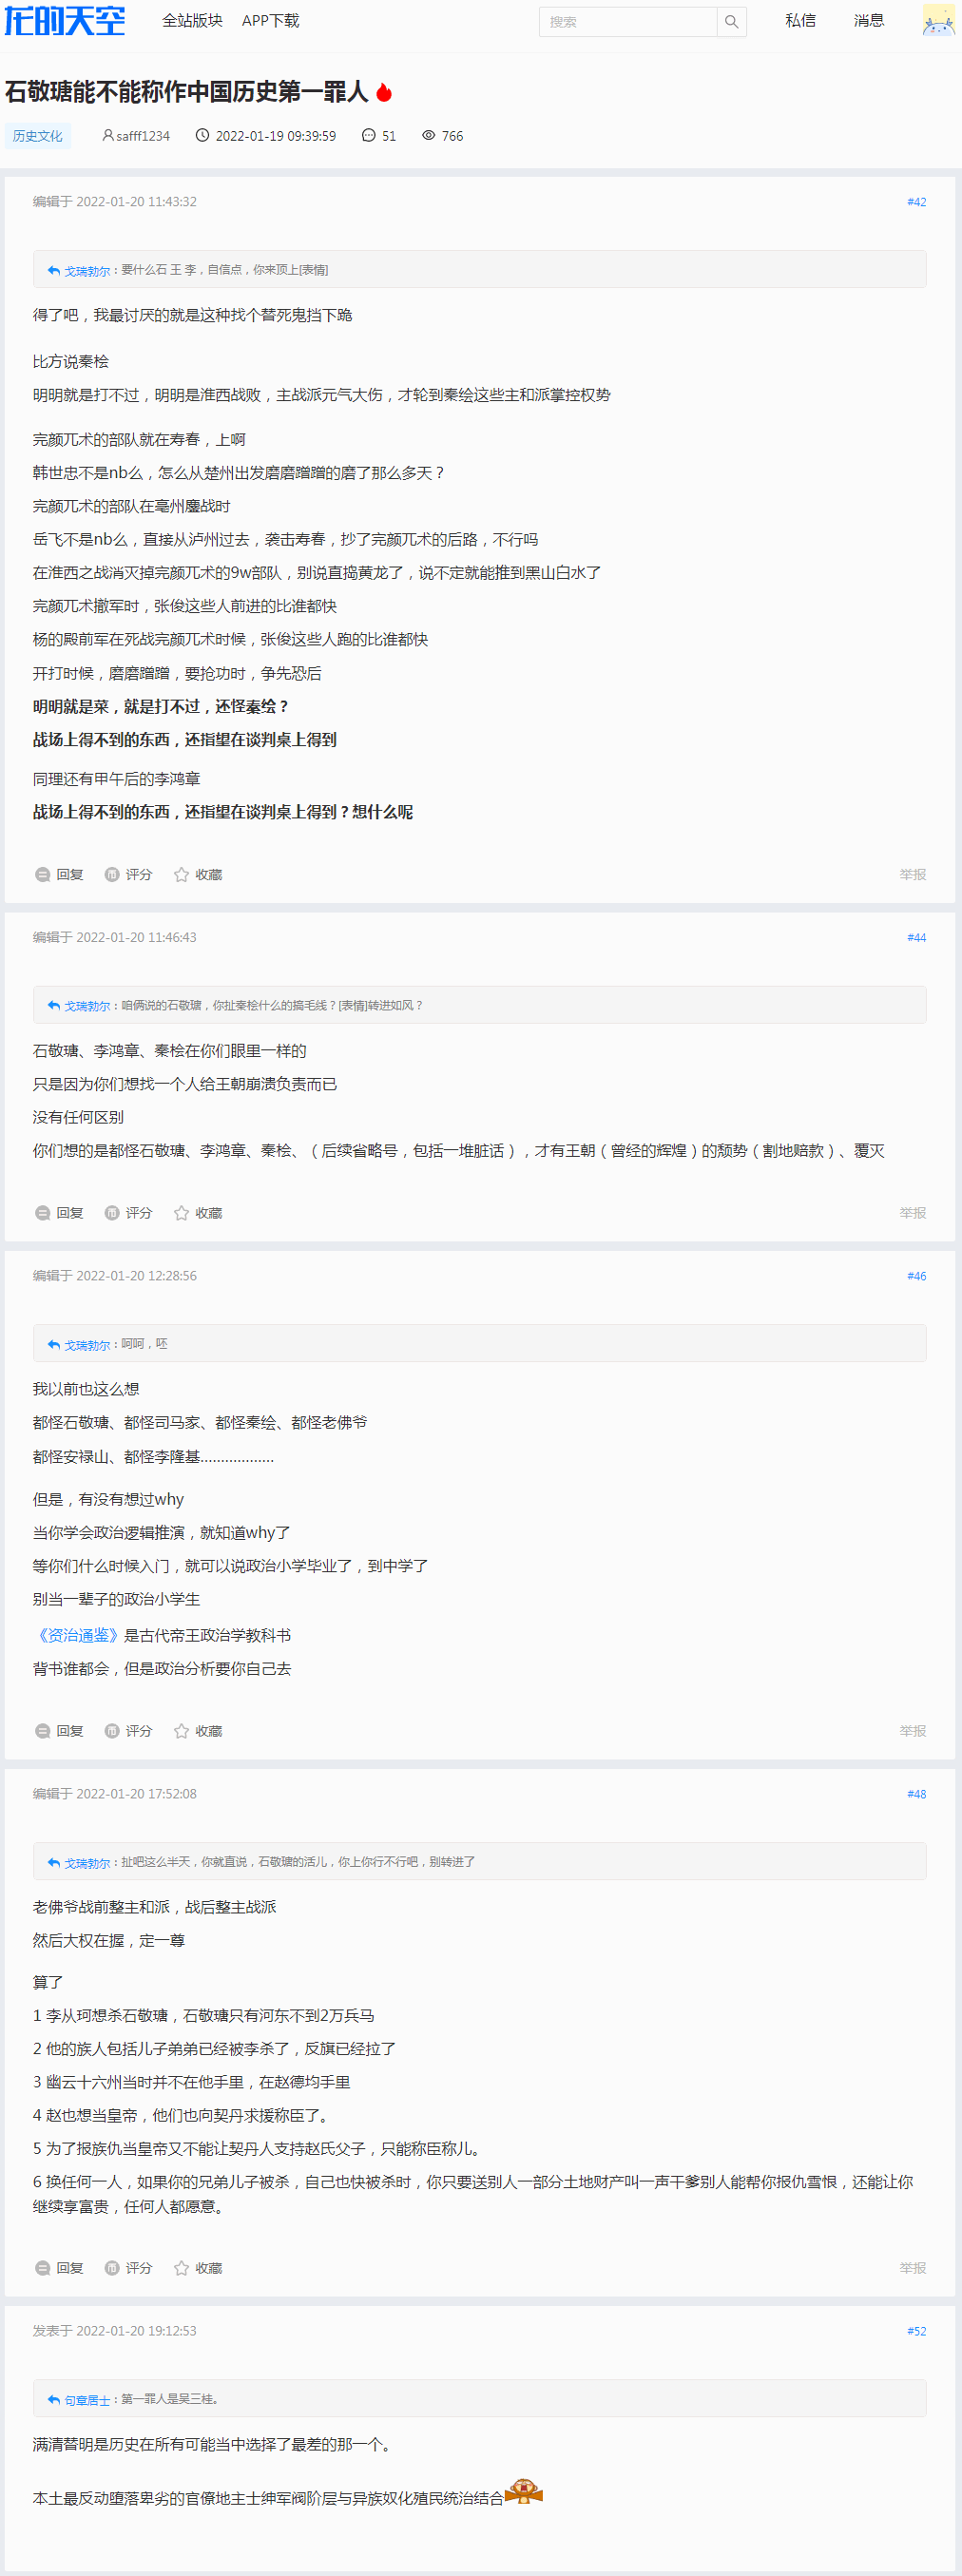 龙的天空 全站版块 APP下载 搜索 私信 消息
石敬瑭能不能称作中国历史第一罪人
历史文化 safff1234 2022-01-19 09:39:59 51 766
编辑于 2022-01-20 11:43:32 #42
戈瑞勃尔：要什么石 王 李，自信点，你来顶上[表情]
得了吧，我最讨厌的就是这种找个替死鬼挡下跪
比方说秦桧
明明就是打不过，明明是淮西战败，主战派元气大伤，才轮到秦绘这些主和派掌控权势
完颜兀术的部队就在寿春，上啊
韩世忠不是nb么，怎么从楚州出发磨磨蹭蹭的磨了那么多天？
完颜兀术的部队在亳州鏖战时
岳飞不是nb么，直接从泸州过去，袭击寿春，抄了完颜兀术的后路，不行吗
在淮西之战消灭掉完颜兀术的9w部队，别说直捣黄龙了，说不定就能推到黑山白水了
完颜兀术撤军时，张俊这些人前进的比谁都快
杨的殿前军在死战完颜兀术时候，张俊这些人跑的比谁都快
开打时候，磨磨蹭蹭，要抢功时，争先恐后
明明就是菜，就是打不过，还怪秦绘？
战场上得不到的东西，还指望在谈判桌上得到
同理还有甲午后的李鸿章
战场上得不到的东西，还指望在谈判桌上得到？想什么呢
回复 评分 收藏 举报
编辑于 2022-01-20 11:46:43 #44
戈瑞勃尔：咱俩说的石敬瑭，你扯秦桧什么的搞毛线？[表情]转进如风？
石敬瑭、李鸿章、秦桧在你们眼里一样的
只是因为你们想找一个人给王朝崩溃负责而已
没有任何区别
你们想的是都怪石敬瑭、李鸿章、秦桧、（后续省略号，包括一堆脏话），才有王朝（曾经的辉煌）的颓势（割地赔款）、覆灭
回复 评分 收藏 举报
编辑于 2022-01-20 12:28:56 #46
戈瑞勃尔：呵呵，呸
我以前也这么想
都怪石敬瑭、都怪司马家、都怪秦绘、都怪老佛爷
都怪安禄山、都怪李隆基………………
但是，有没有想过why
当你学会政治逻辑推演，就知道why了
等你们什么时候入门，就可以说政治小学毕业了，到中学了
别当一辈子的政治小学生
《资治通鉴》是古代帝王政治学教科书
背书谁都会，但是政治分析要你自己去
回复 评分 收藏 举报
编辑于 2022-01-20 17:52:08 #48
戈瑞勃尔：扯吧这么半天，你就直说，石敬瑭的活儿，你上你行不行吧，别转进了
老佛爷战前整主和派，战后整主战派
然后大权在握，定一尊
算了
1 李从珂想杀石敬瑭，石敬瑭只有河东不到2万兵马
2 他的族人包括儿子弟弟已经被李杀了，反旗已经拉了
3 幽云十六州当时并不在他手里，在赵德均手里
4 赵也想当皇帝，他们也向契丹求援称臣了。
5 为了报族仇当皇帝又不能让契丹人支持赵氏父子，只能称臣称儿。
6 换任何一人，如果你的兄弟儿子被杀，自己也快被杀时，你只要送别人一部分土地财产叫一声干爹别人能帮你报仇雪恨，还能让你
继续享富贵，任何人都愿意。
回复 评分 收藏 举报
发表于 2022-01-20 19:12:53 #52
句章居士：第一罪人是吴三桂。
满清替明是历史在所有可能当中选择了最差的那一个。
本土最反动堕落卑劣的官僚地主士绅军阀阶层与异族奴化殖民统治结合